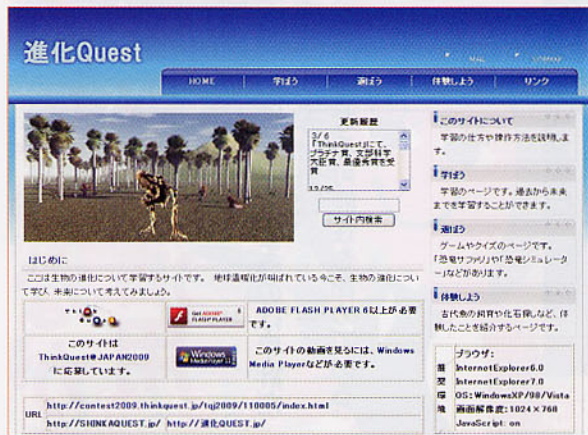 進化Quest
MAIL
SITEMAP
HOME
学ぼう
遊ぼう
体験しよう
リンク
更新履歴
3/6
「ThinkQuest」にて、
プラチナ賞、文部科学
大臣賞、最優秀賞を受
賞
12/25
サイト内検索
はじめに
ここは生物の進化について学習するサイトです。 地球温暖化が叫ばれている今こそ、生物の進化につい
て学び、未来について考えてみましょう。
このサイトは
ThinkQuest@JAPAN2009
に応募しています。
Get ADOBE
FLASH PLAYER
ADOBE FLASH PLAYER 6以上が必要
です。
Windows
Media Player 11
このサイトの動画を見るには、Windows
Media Playerなどが必要です。
URL
http://contest2009.thinkquest.jp/tqj2009/110005/index.html
http://SHINKAQUEST.jp/ http://進化QUEST.jp/
このサイトについて
学習の仕方や操作方法を説明しま
す。
学ぼう
学習のページです。過去から未来
までを学習することができます。
遊ぼう
ゲームやクイズのページです。
「恐竜サファリ」や「恐竜シミュレータ
ー」などがあります。
体験しよう
古代魚の飼育や化石探しなど、体
験したことを紹介するページです。
推奨環境
ブラウザ:
InternetExplorer6.0
InternetExplorer7.0
OS:WindowsXP/98/Vista
画面解像度:1024×768
JavaScript: on